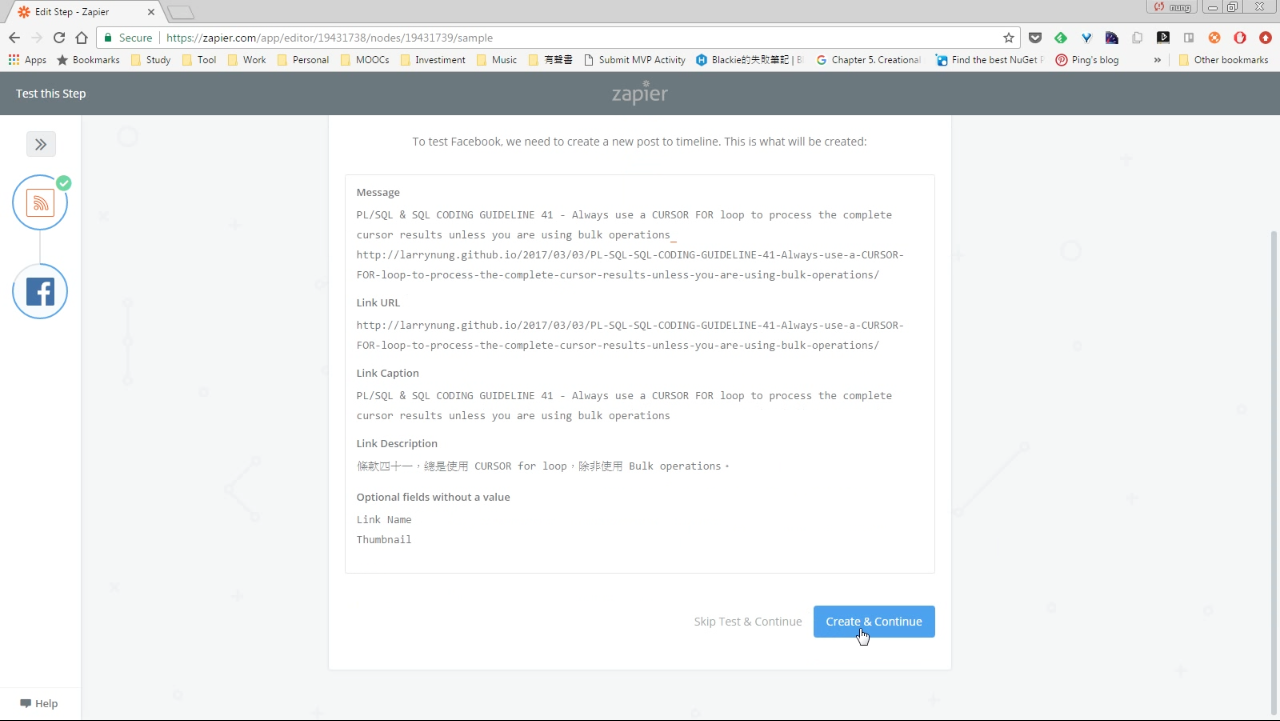 Edit Step - Zapier
nung
Secure https://zapier.com/app/editor/19431738/nodes/19431739/sample
Apps Bookmarks Study Tool Work Personal MOOCs Investiment Music 有聲書 Submit MVP Activity Blackie的失敗筆記 | Bl Chapter 5. Creational Find the best NuGet P Ping's blog » Other bookmarks
Test this Step
zapier
To test Facebook, we need to create a new post to timeline. This is what will be created:
Message
PL/SQL & SQL CODING GUIDELINE 41 - Always use a CURSOR FOR loop to process the complete
cursor results unless you are using bulk operations_
http://larrynung.github.io/2017/03/03/PL-SQL-SQL-CODING-GUIDELINE-41-Always-use-a-CURSOR-
FOR-loop-to-process-the-complete-cursor-results-unless-you-are-using-bulk-operations/
Link URL
http://larrynung.github.io/2017/03/03/PL-SQL-SQL-CODING-GUIDELINE-41-Always-use-a-CURSOR-
FOR-loop-to-process-the-complete-cursor-results-unless-you-are-using-bulk-operations/
Link Caption
PL/SQL & SQL CODING GUIDELINE 41 - Always use a CURSOR FOR loop to process the complete
cursor results unless you are using bulk operations
Link Description
條款四十一，總是使用 CURSOR for loop，除非使用 Bulk operations。
Optional fields without a value
Link Name
Thumbnail
Skip Test & Continue
Create & Continue
Help